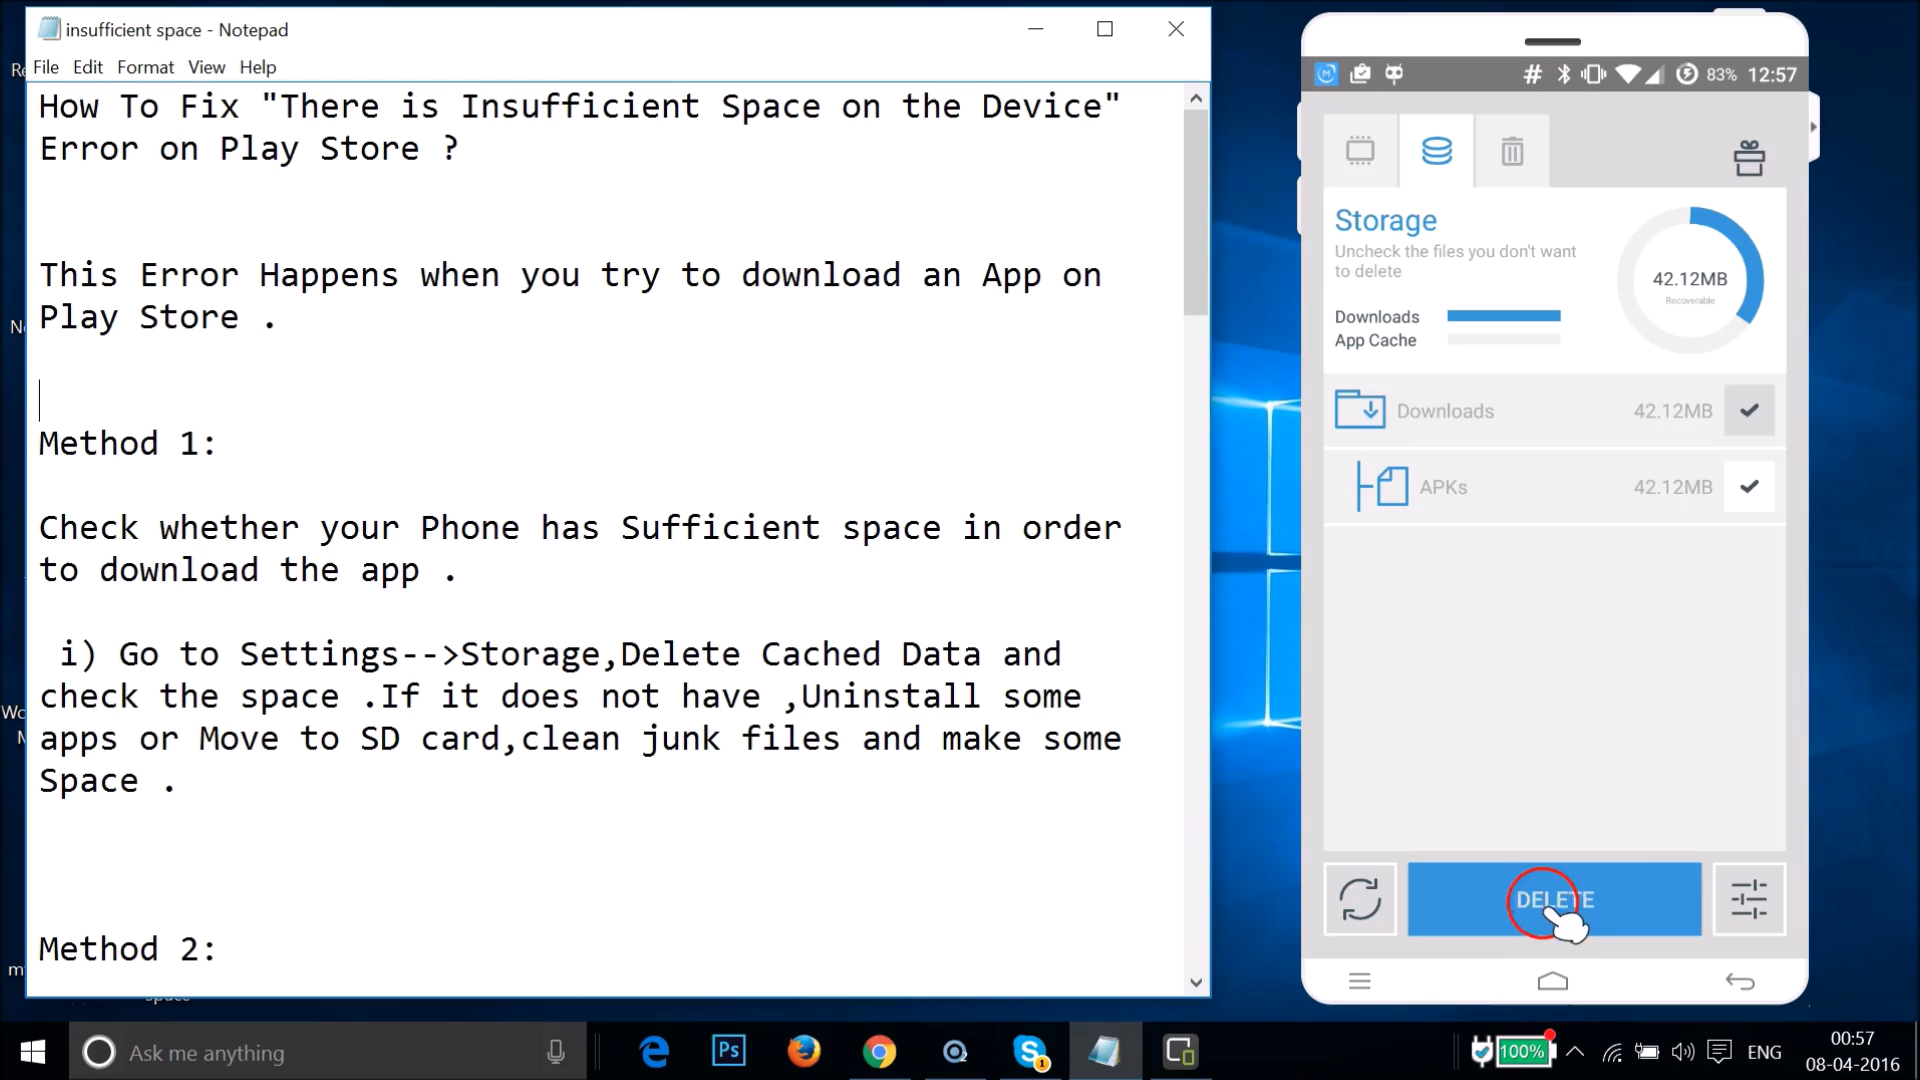 insufficient space - Notepad
File Edit Format View Help
How To Fix "There is Insufficient Space on the Device"
Error on Play Store ?
This Error Happens when you try to download an App on
Play Store .
Method 1:
Check whether your Phone has Sufficient space in order
to download the app .
i) Go to Settings-->Storage,Delete Cached Data and
check the space .If it does not have ,Uninstall some
apps or Move to SD card,clean junk files and make some
Space .
Method 2:
83% 12:57
Storage
Uncheck the files you don't want
to delete
42.12MB
Recoverable
Downloads
App Cache
Downloads 42.12MB
APKs 42.12MB
DELETE
Ask me anything
Ps
1
100%
ENG
00:57
08-04-2016